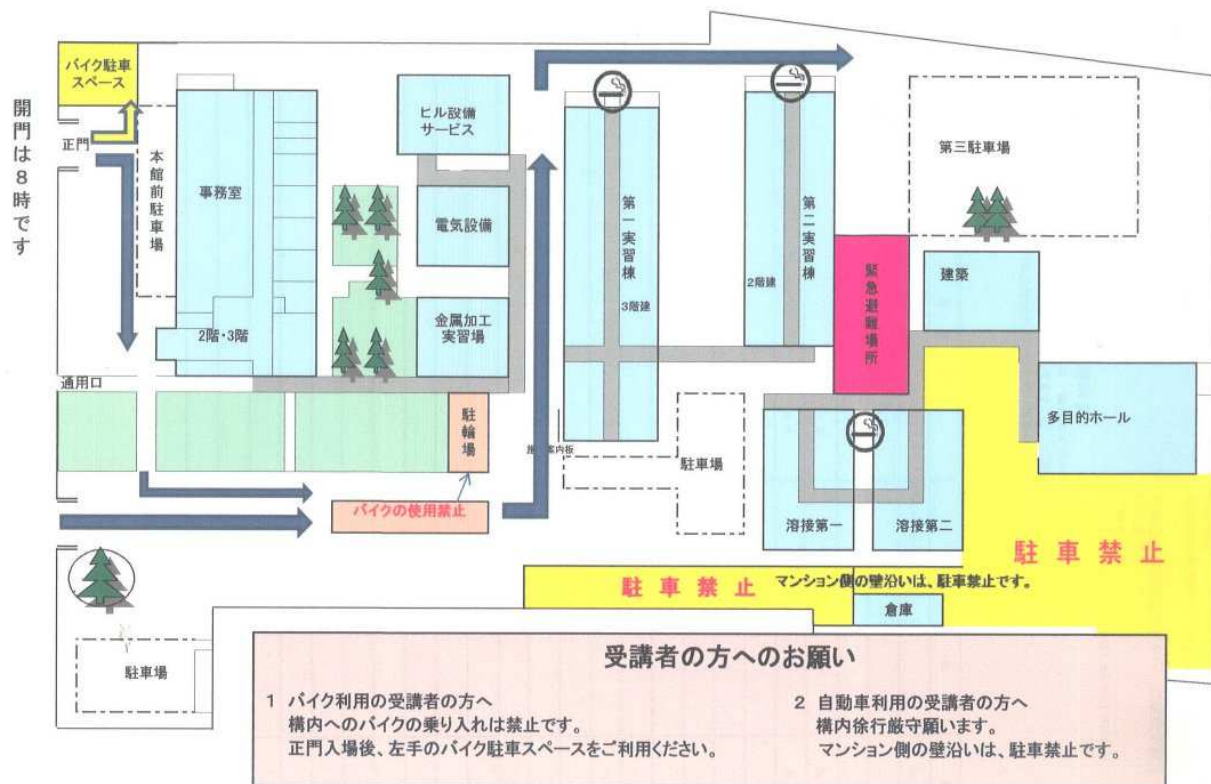 バイク駐車
スペース
開門は8時です
正門
本館前駐車場
事務室
2階・3階
ヒル設備
サービス
電気設備
金属加工
実習場
第一実習棟
3階建
第二実習棟
2階建
第三駐車場
緊急避難場所
建築
多目的ホール
通用口
駐輪場
バイクの使用禁止
案内板
駐車場
溶接第一
溶接第二
駐車禁止
駐車禁止
マンション側の壁沿いは、駐車禁止です。
倉庫
駐車場
受講者の方へのお願い
1 バイク利用の受講者の方へ
構内へのバイクの乗り入れは禁止です。
正門入場後、左手のバイク駐車スペースをご利用ください。
2 自動車利用の受講者の方へ
構内徐行厳守願います。
マンション側の壁沿いは、駐車禁止です。